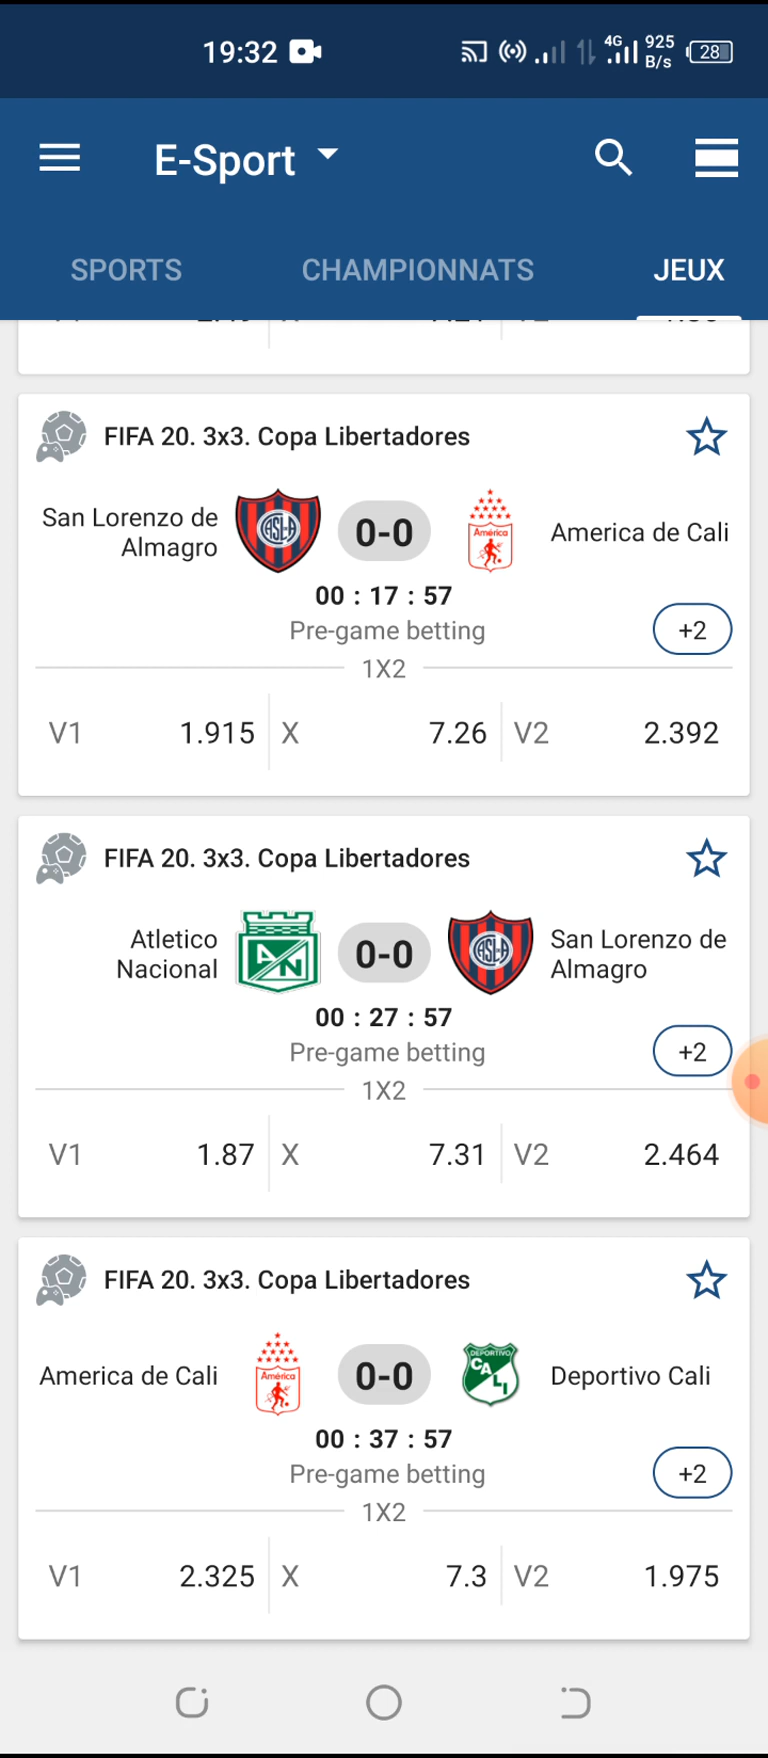 19:32
4G 925 B/s 28
E-Sport
SPORTS CHAMPIONNATS JEUX
FIFA 20. 3x3. Copa Libertadores
San Lorenzo de
Almagro
0-0
America de Cali
00 : 17 : 57
Pre-game betting
+2
1X2
V1 1.915 X 7.26 V2 2.392
FIFA 20. 3x3. Copa Libertadores
Atletico
Nacional
0-0
San Lorenzo de
Almagro
00 : 27 : 57
Pre-game betting
+2
1X2
V1 1.87 X 7.31 V2 2.464
FIFA 20. 3x3. Copa Libertadores
America de Cali
América
0-0
DEPORTIVO
CALI
Deportivo Cali
00 : 37 : 57
Pre-game betting
+2
1X2
V1 2.325 X 7.3 V2 1.975